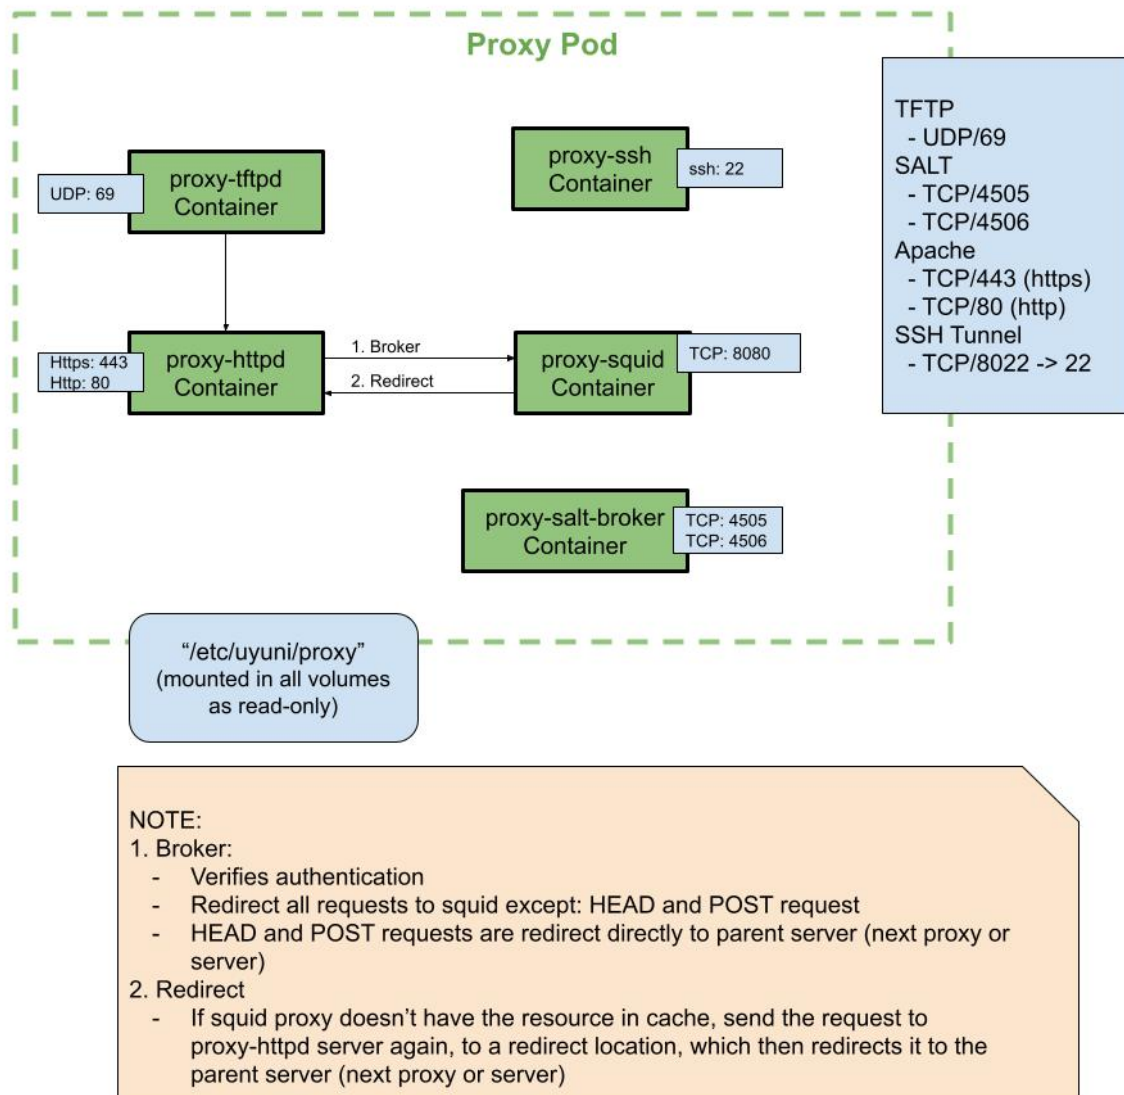 Proxy Pod
TFTP
- UDP/69
SALT
- TCP/4505
- TCP/4506
Apache
- TCP/443 (https)
- TCP/80 (http)
SSH Tunnel
- TCP/8022 -> 22
proxy-tftpd
Container
UDP: 69
proxy-ssh
Container
ssh: 22
Https: 443
Http: 80
proxy-httpd
Container
1. Broker
2. Redirect
proxy-squid
Container
TCP: 8080
proxy-salt-broker
Container
TCP: 4505
TCP: 4506
“/etc/uyuni/proxy”
(mounted in all volumes
as read-only)
NOTE:
1. Broker:
- Verifies authentication
- Redirect all requests to squid except: HEAD and POST request
- HEAD and POST requests are redirect directly to parent server (next proxy or
server)
2. Redirect
- If squid proxy doesn’t have the resource in cache, send the request to
proxy-httpd server again, to a redirect location, which then redirects it to the
parent server (next proxy or server)